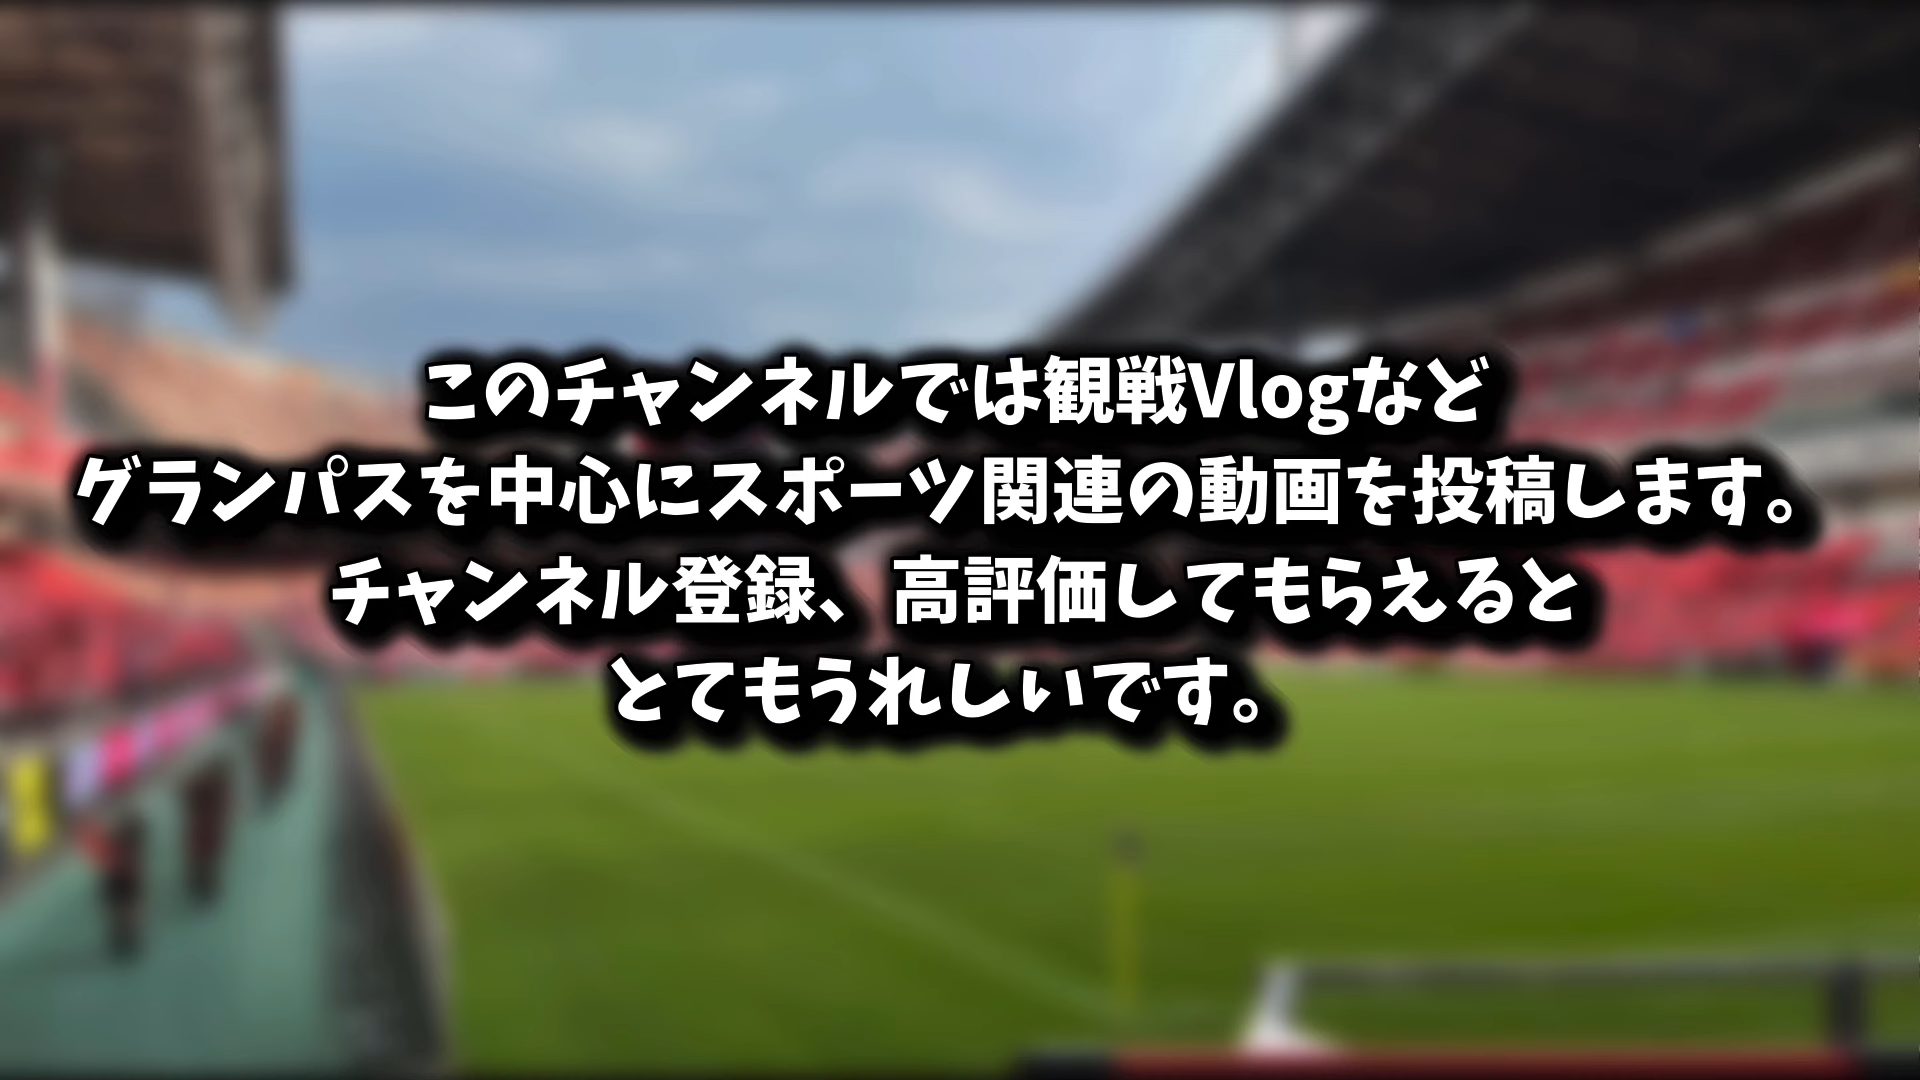 このチャンネルでは観戦Vlogなど
グランパスを中心にスポーツ関連の動画を投稿します。
チャンネル登録、高評価してもらえると
とてもうれしいです。